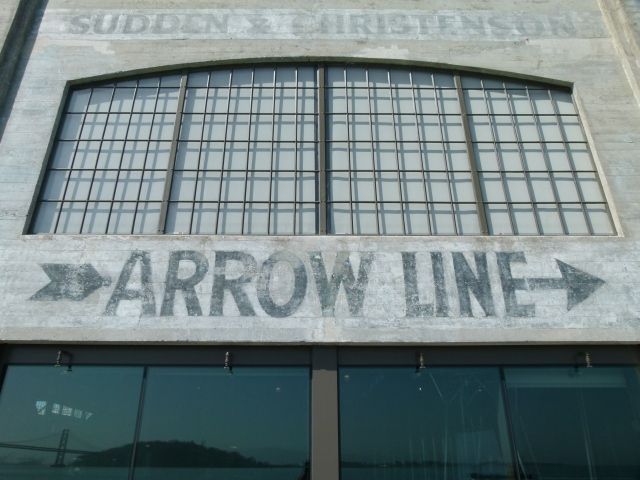 SUDDEN & CHRISTENSON
ARROW LINE